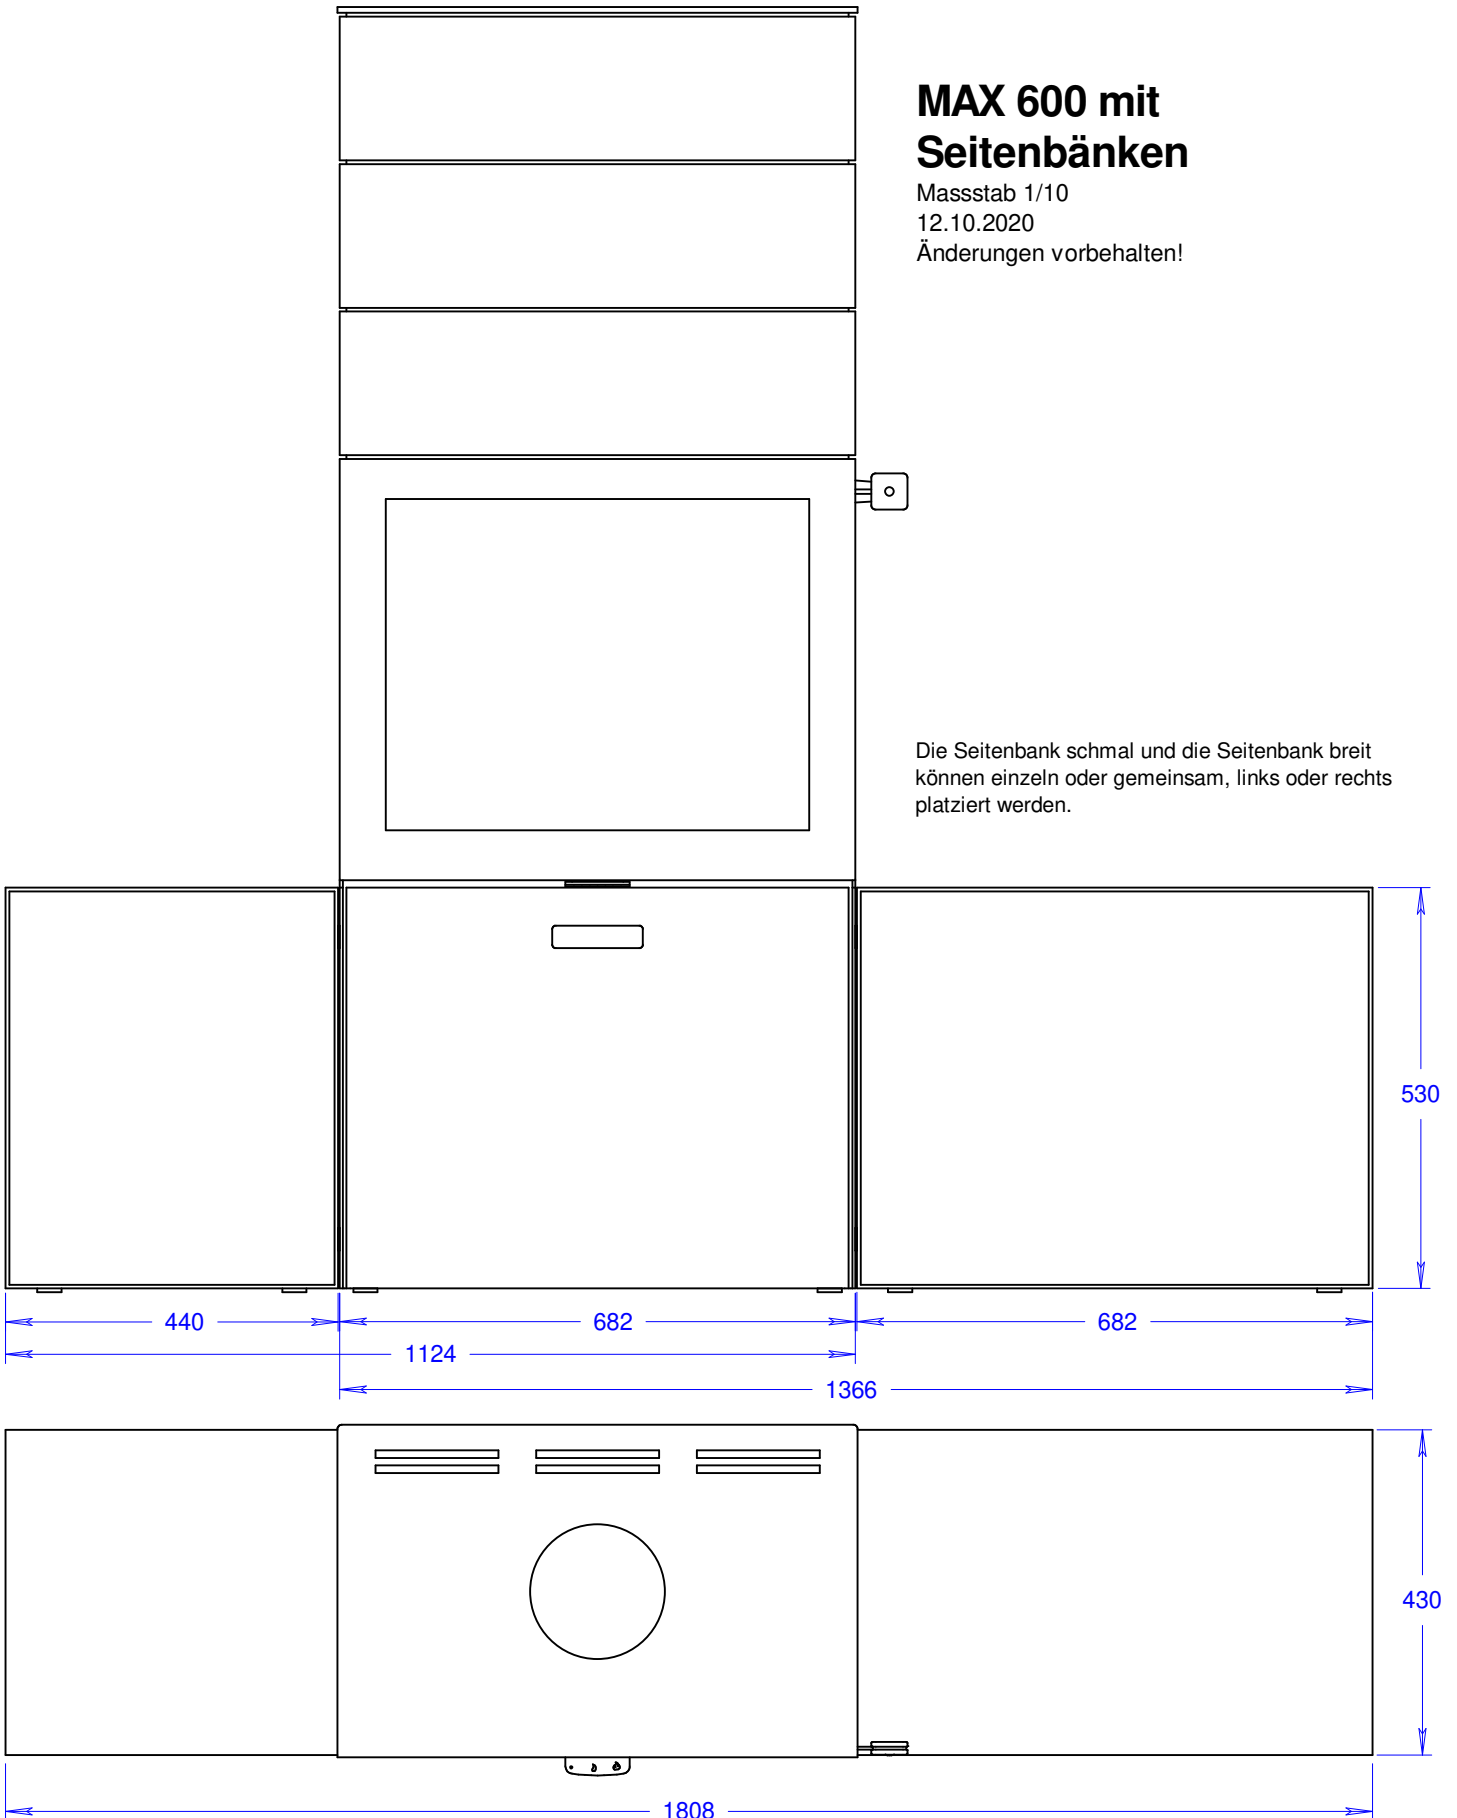 MAX 600 mit
Seitenbänken
Massstab 1/10
12.10.2020
Änderungen vorbehalten!
Die Seitenbank schmal und die Seitenbank breit
können einzeln oder gemeinsam, links oder rechts
platziert werden.
530
440
682
682
1124
1366
430
1808